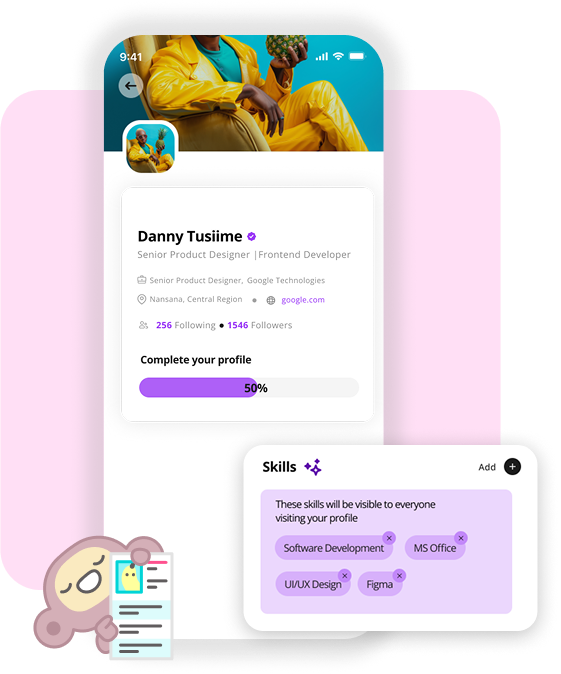 9:41
Danny Tusiime
Senior Product Designer |Frontend Developer
Senior Product Designer, Google Technologies
Nansana, Central Region
google.com
256 Following ● 1546 Followers
Complete your profile
50%
Skills
Add
These skills will be visible to everyone
visiting your profile
Software Development
MS Office
UI/UX Design
Figma